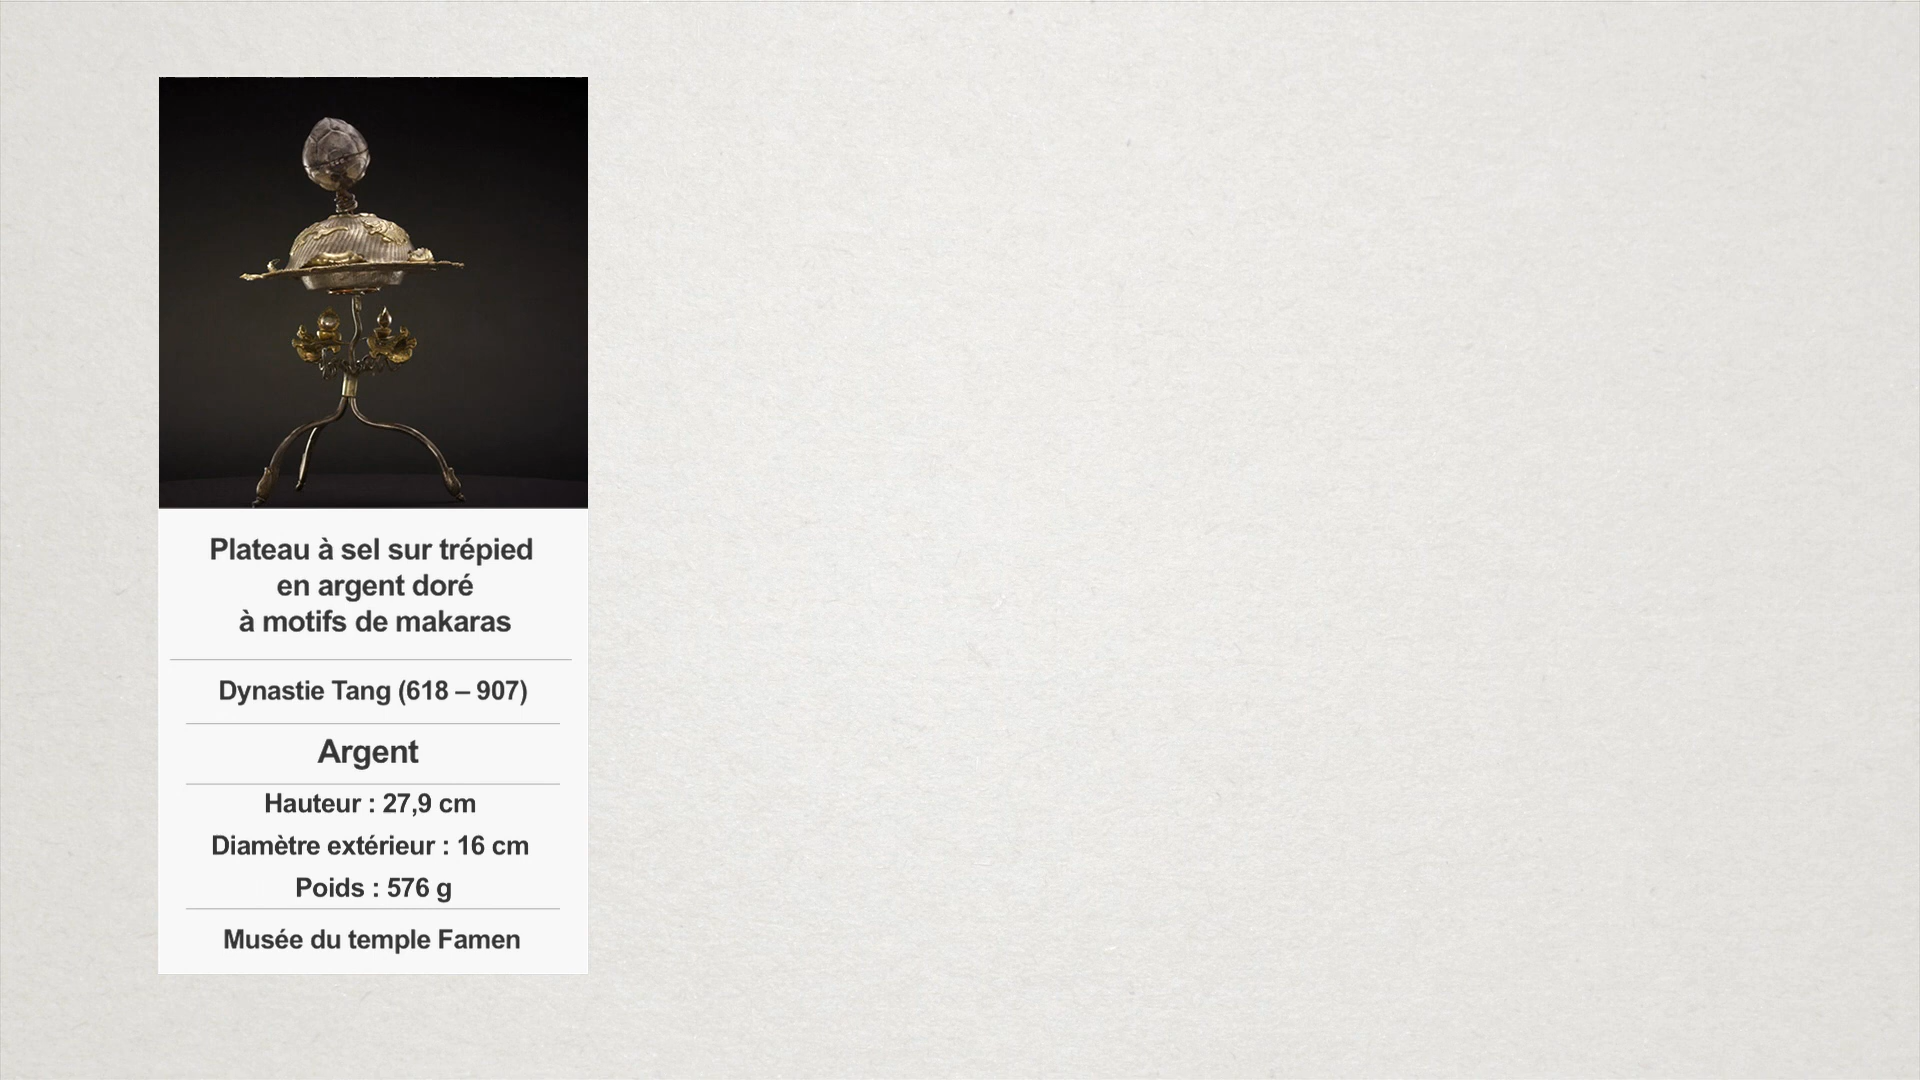 Plateau à sel sur trépied
en argent doré
à motifs de makaras
Dynastie Tang (618 – 907)
Argent
Hauteur : 27,9 cm
Diamètre extérieur : 16 cm
Poids : 576 g
Musée du temple Famen